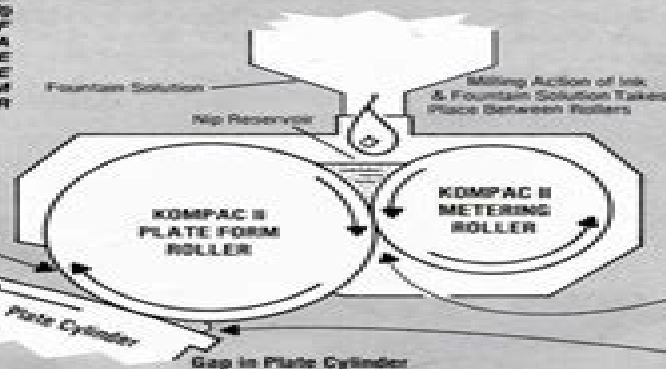 Fountain Solution
Milling Action of Ink
& Fountain Solution Takes
Place Between Rollers
Nip Reservoir
KOMPAC II
PLATE FORM
ROLLER
KOMPAC II
METERING
ROLLER
Plate Cylinder
Gap in Plate Cylinder